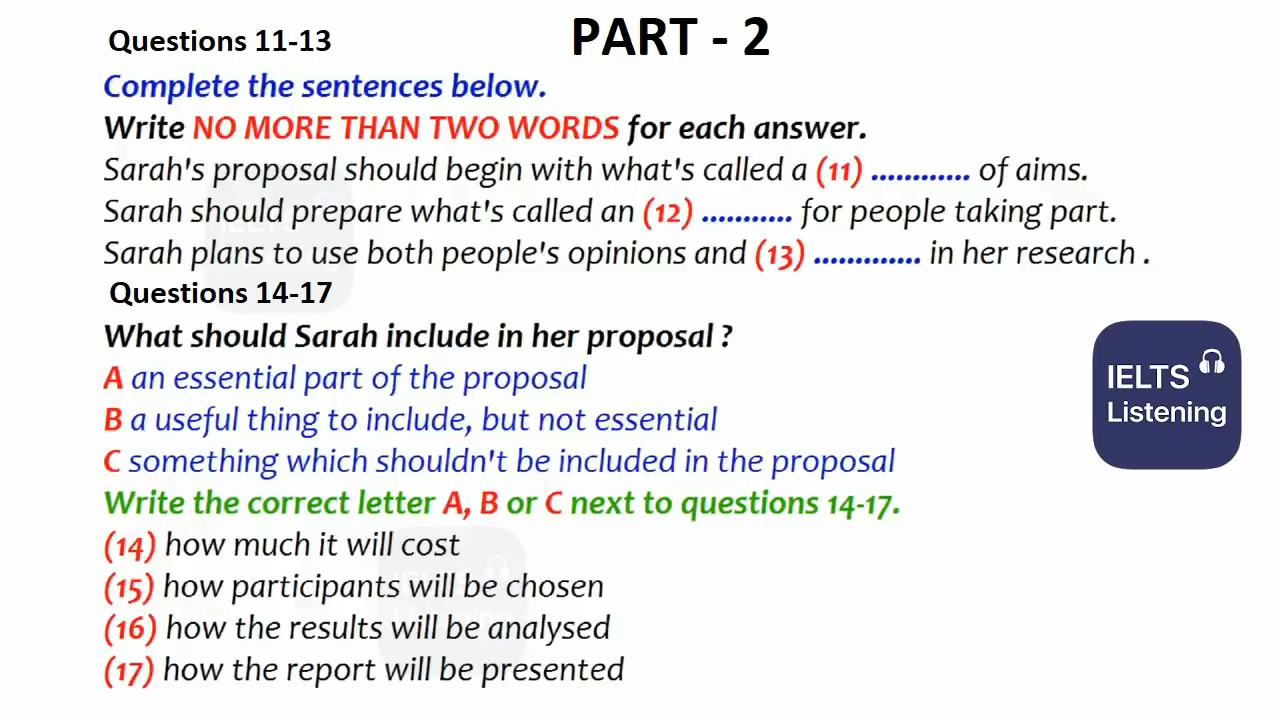 Questions 11-13
PART - 2
Complete the sentences below.
Write NO MORE THAN TWO WORDS for each answer.
Sarah's proposal should begin with what's called a (11) ............ of aims.
Sarah should prepare what's called an (12) ........... for people taking part.
Sarah plans to use both people's opinions and (13) ............. in her research .
Questions 14-17
What should Sarah include in her proposal ?
A an essential part of the proposal
B a useful thing to include, but not essential
C something which shouldn't be included in the proposal
Write the correct letter A, B or C next to questions 14-17.
(14) how much it will cost
(15) how participants will be chosen
(16) how the results will be analysed
(17) how the report will be presented
IELTS
Listening